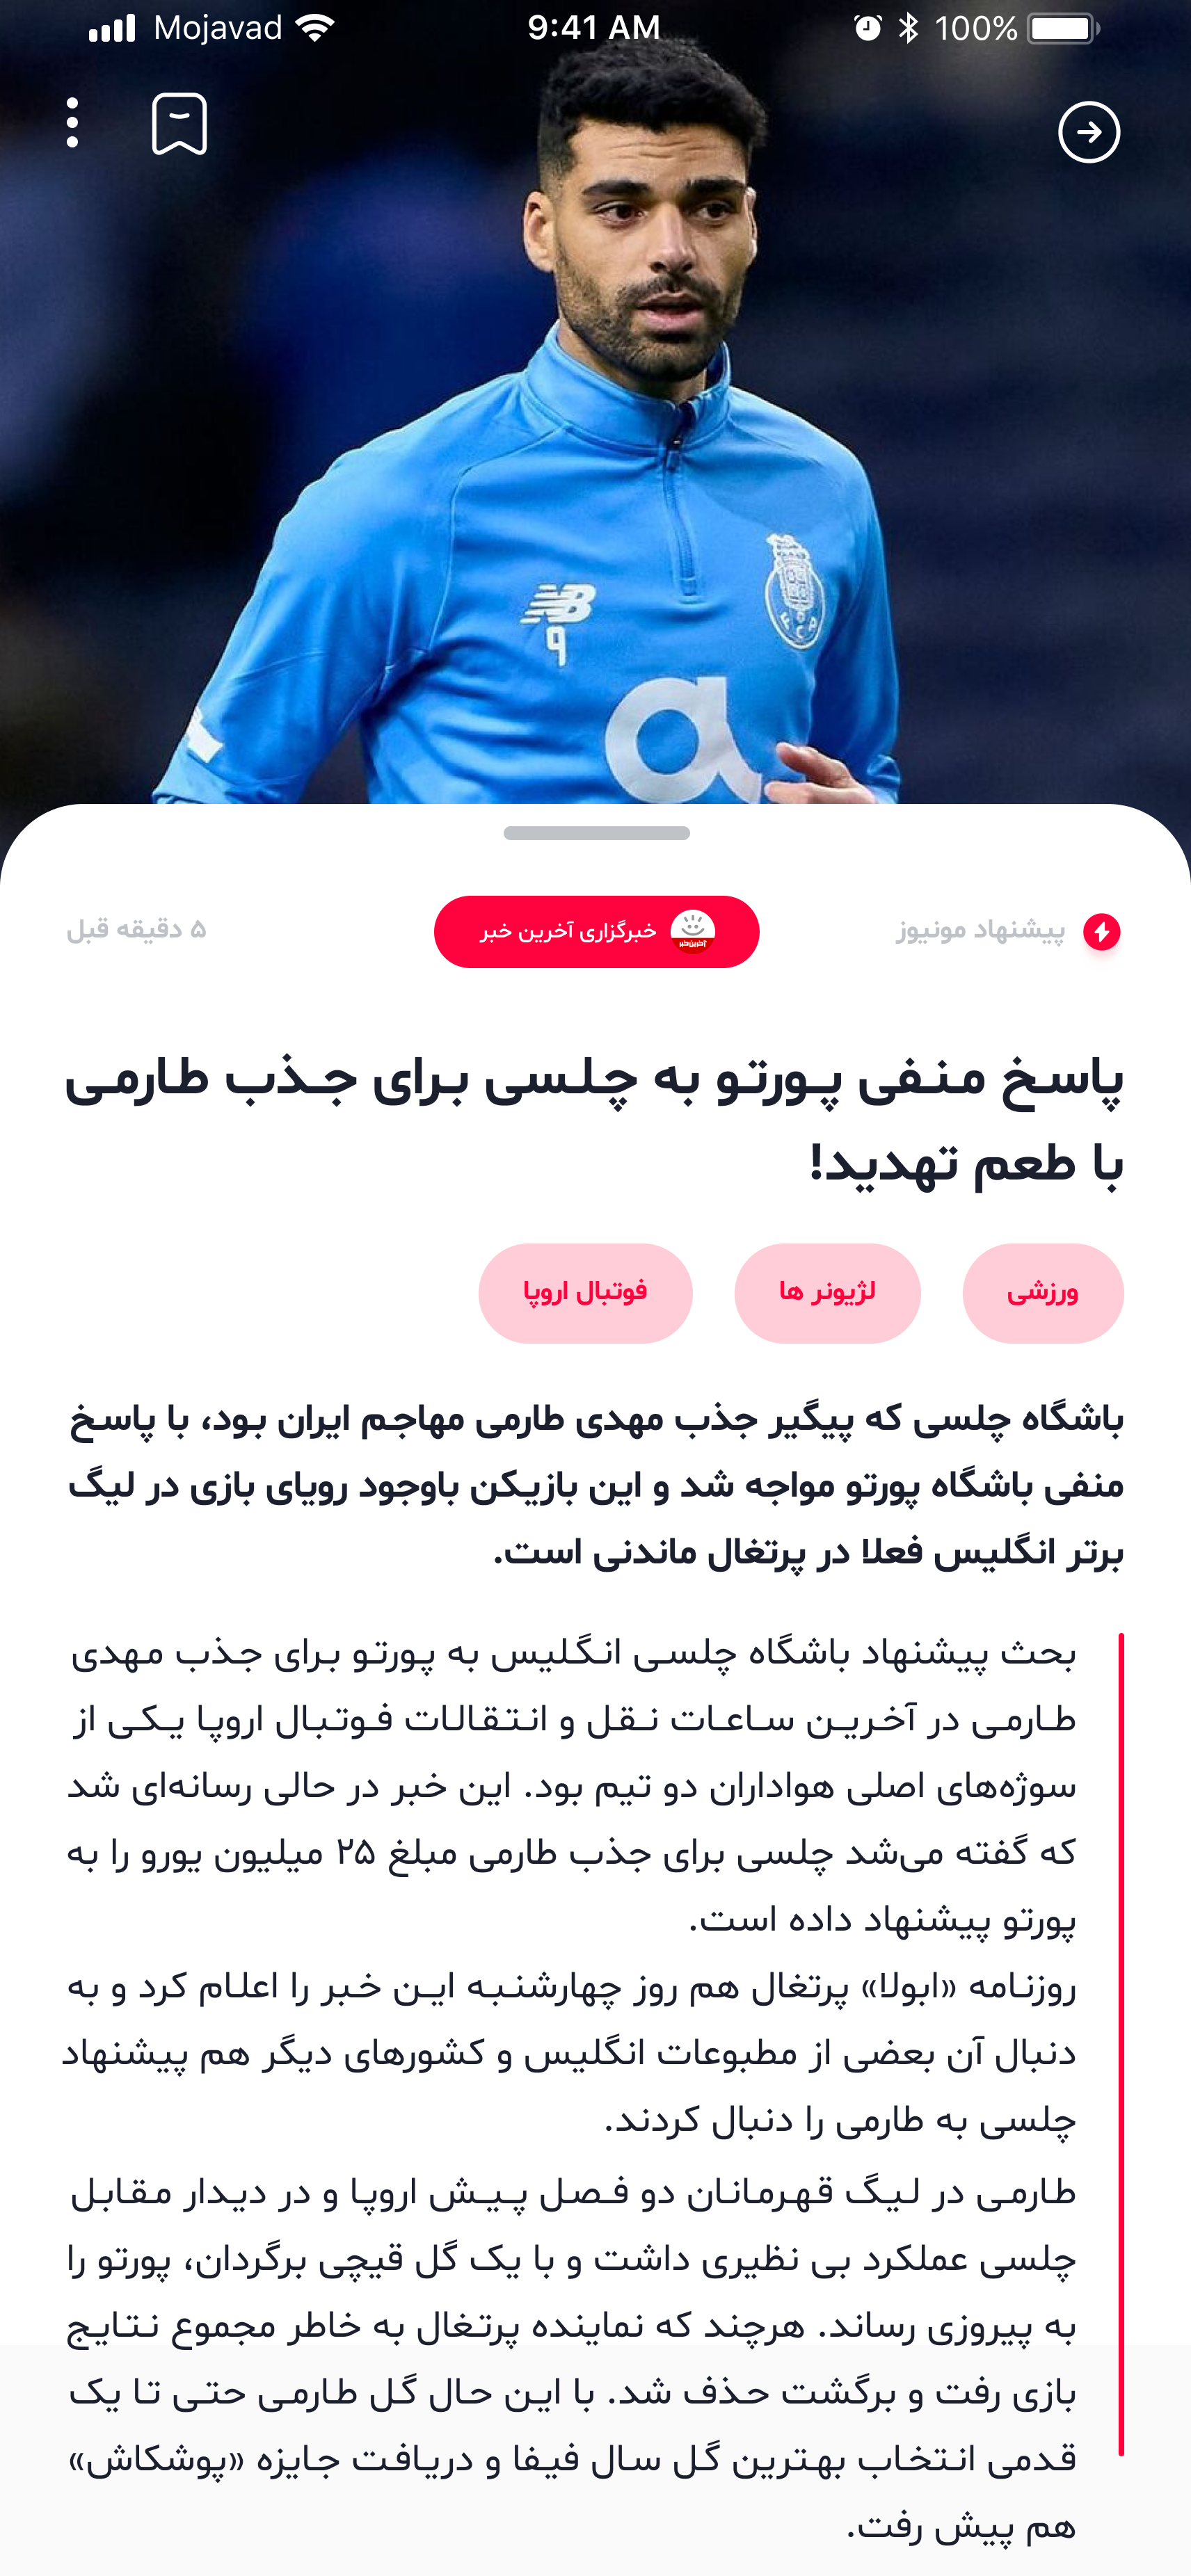 Mojavad 9:41 AM 100%
9
FCP
a
پیشنهاد مونیوز
آخرین خبر
خبرگزاری آخرین خبر
۵ دقیقه قبل
پاسخ منفی پورتو به چلسی برای جذب طارمی
با طعم تهدید!
ورزشی لژیونر ها فوتبال اروپا
باشگاه چلسی که پیگیر جذب مهدی طارمی مهاجم ایران بود، با پاسخ
منفی باشگاه پورتو مواجه شد و این بازیکن باوجود رویای بازی در لیگ
برتر انگلیس فعلا در پرتغال ماندنی است.
بحث پیشنهاد باشگاه چلسی انگلیس به پورتو برای جذب مهدی
طارمی در آخرین ساعات نقل و انتقالات فوتبال اروپا یکی از
سوژه‌های اصلی هواداران دو تیم بود. این خبر در حالی رسانه‌ای شد
که گفته می‌شد چلسی برای جذب طارمی مبلغ ۲۵ میلیون یورو را به
پورتو پیشنهاد داده است.
روزنامه «ابولا» پرتغال هم روز چهارشنبه این خبر را اعلام کرد و به
دنبال آن بعضی از مطبوعات انگلیس و کشورهای دیگر هم پیشنهاد
چلسی به طارمی را دنبال کردند.
طارمی در لیگ قهرمانان دو فصل پیش اروپا و در دیدار مقابل
چلسی عملکرد بی نظیری داشت و با یک گل قیچی برگردان، پورتو را
به پیروزی رساند. هرچند که نماینده پرتغال به خاطر مجموع نتایج
بازی رفت و برگشت حذف شد. با این حال گل طارمی حتی تا یک
قدمی انتخاب بهترین گل سال فیفا و دریافت جایزه «پوشکاش»
هم پیش رفت.